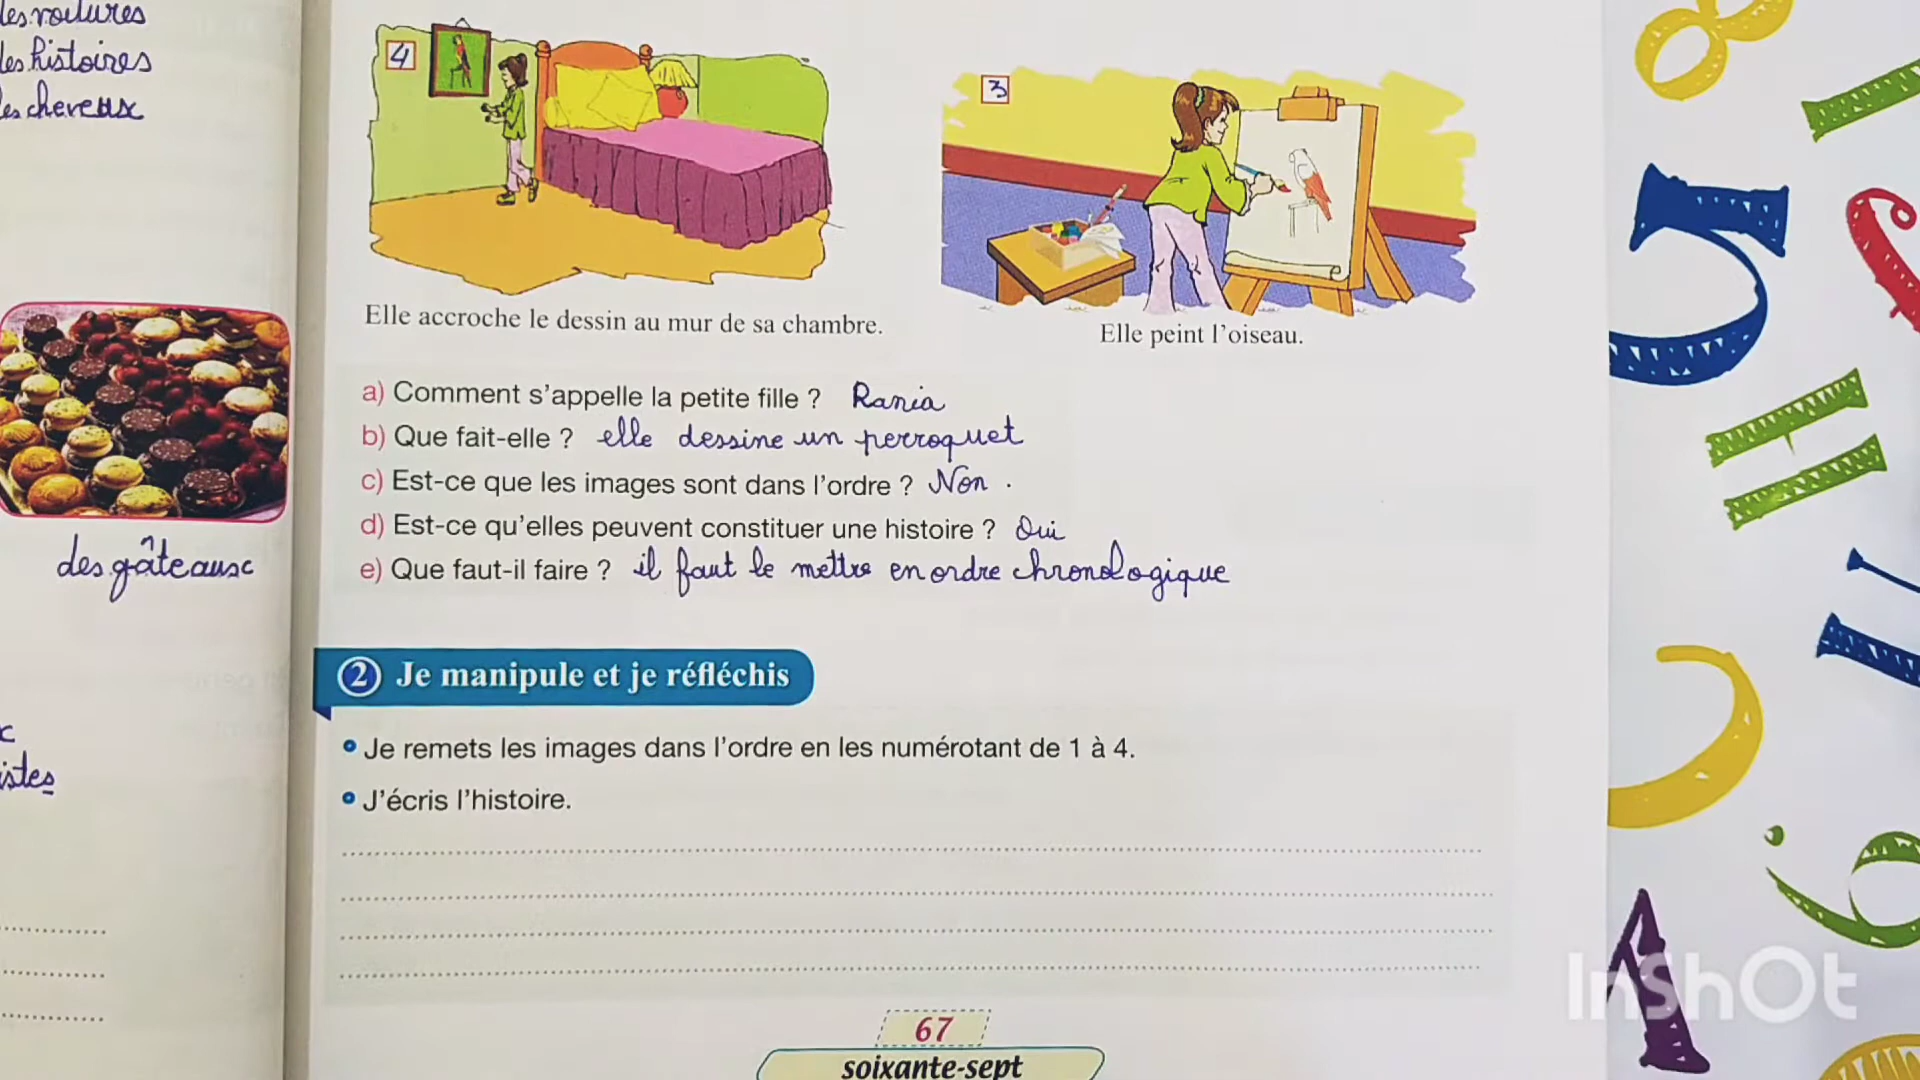 des voitures
des histoires
les cheveux
des gâteaux
istes
4
3
Elle accroche le dessin au mur de sa chambre.
Elle peint l'oiseau.
a) Comment s'appelle la petite fille ? Rania
b) Que fait-elle ? elle dessine un perroquet
c) Est-ce que les images sont dans l'ordre ? Non .
d) Est-ce qu'elles peuvent constituer une histoire ? Oui
e) Que faut-il faire ? il faut le mettre en ordre chronologique
2 Je manipule et je réfléchis
• Je remets les images dans l'ordre en les numérotant de 1 à 4.
• J'écris l'histoire.
67
soixante-sept
InShOt